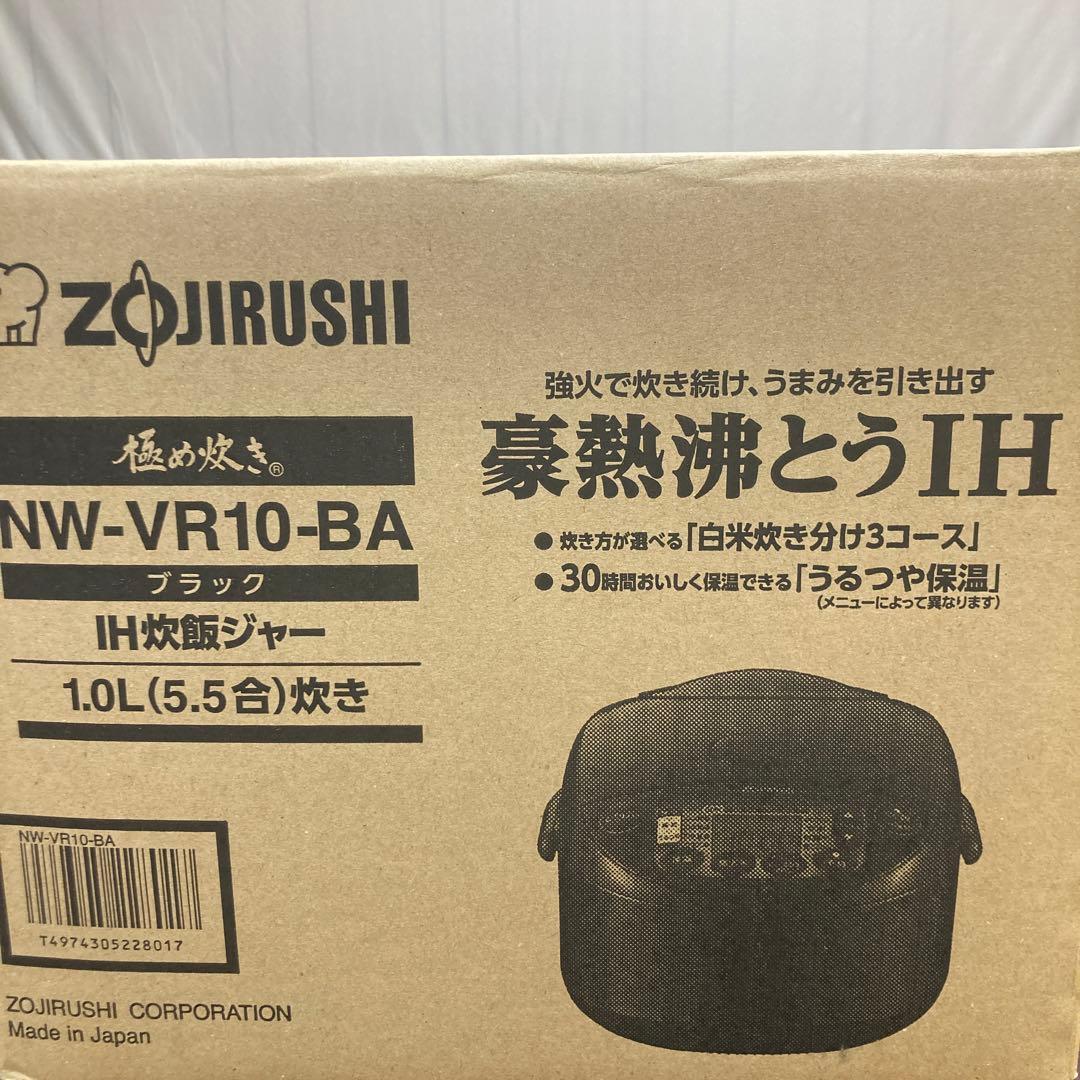 ZOJIRUSHI
極め炊き®
NW-VR10-BA
ブラック
IH炊飯ジャー
1.0L(5.5合)炊き
強火で炊き続け、うまみを引き出す
豪熱沸とうIH
● 炊き方が選べる「白米炊き分け3コース」
● 30時間おいしく保温できる「うるつや保温」
(メニューによって異なります)
NW-VR10-BA
T4974305228017
ZOJIRUSHI CORPORATION
Made in Japan
ZOJIRUSHI